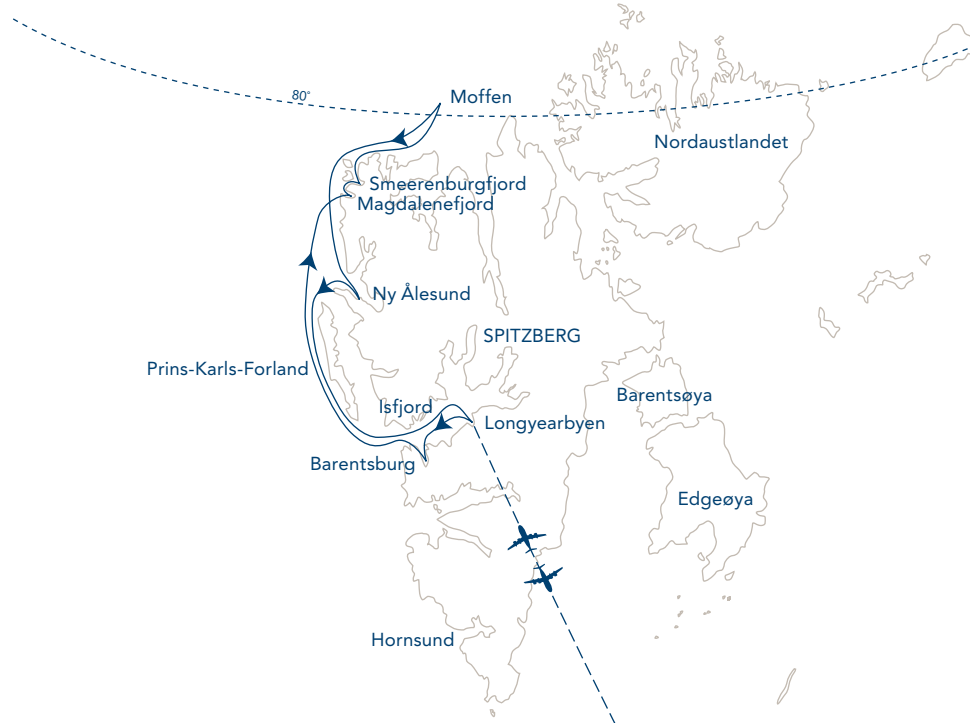 Moffen
80°
Nordaustlandet
Smeerenburgfjord
Magdalenefjord
Ny Ålesund
SPITZBERG
Prins-Karls-Forland
Barentsøya
Isfjord
Longyearbyen
Barentsburg
Edgeøya
Hornsund